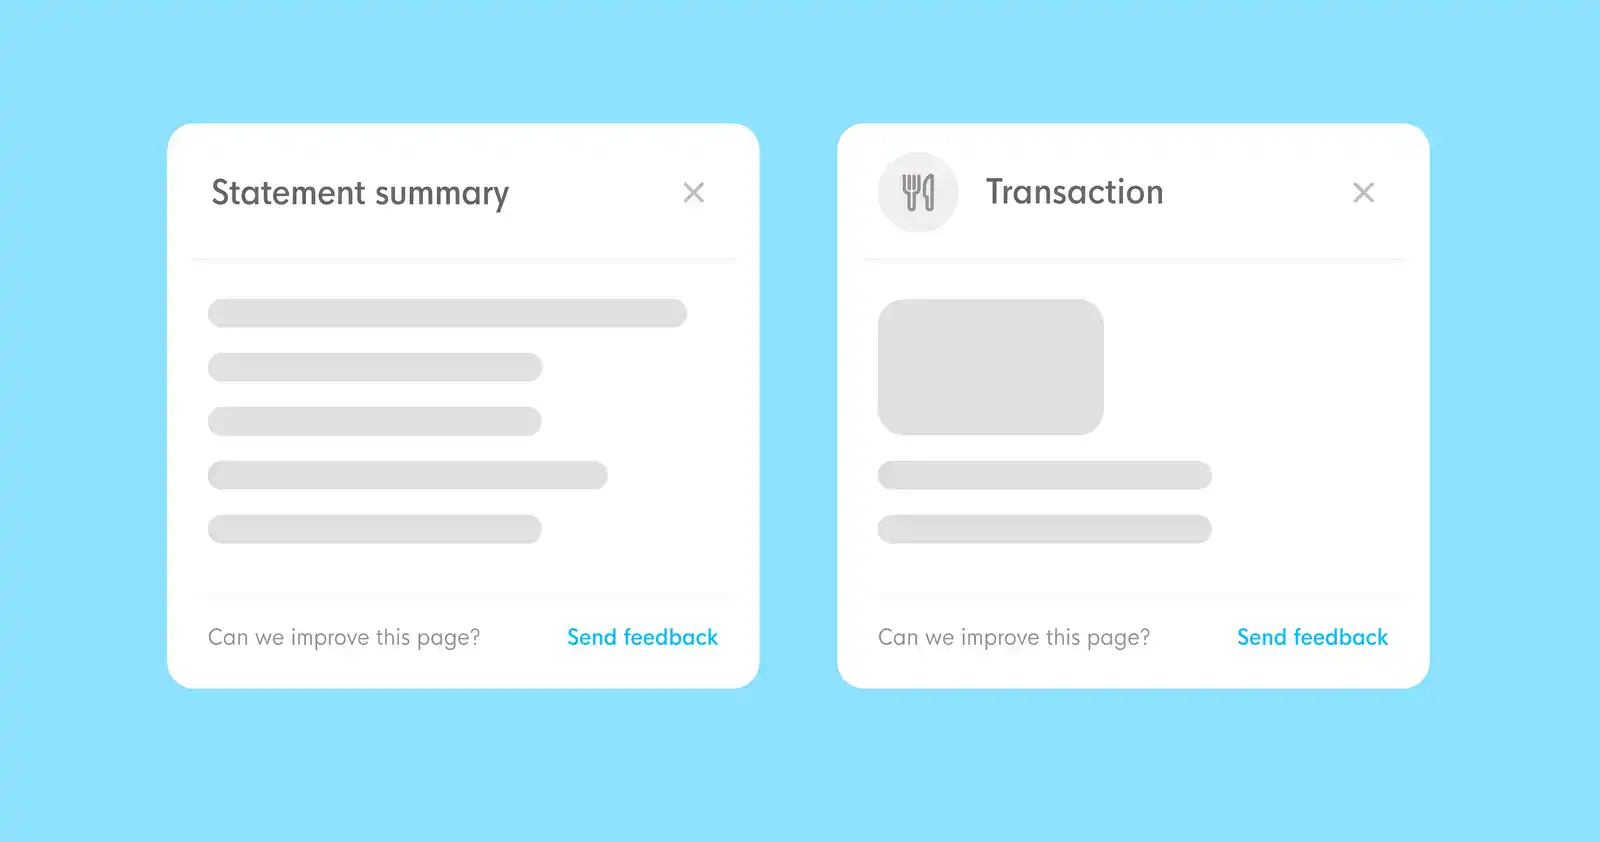 Statement summary
Can we improve this page?
Send feedback
Transaction
Can we improve this page?
Send feedback